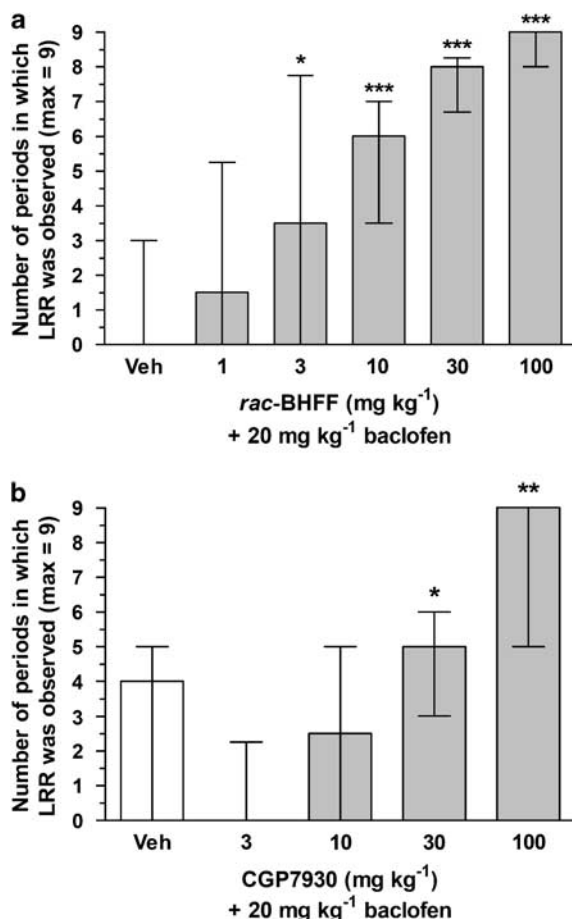 a
Number of periods in which
LRR was observed (max = 9)
9
8
7
6
5
4
3
2
1
0
*
***
***
***
Veh 1 3 10 30 100
rac-BHFF (mg kg⁻¹)
+ 20 mg kg⁻¹ baclofen
b
Number of periods in which
LRR was observed (max = 9)
9
8
7
6
5
4
3
2
1
0
*
**
Veh 3 10 30 100
CGP7930 (mg kg⁻¹)
+ 20 mg kg⁻¹ baclofen